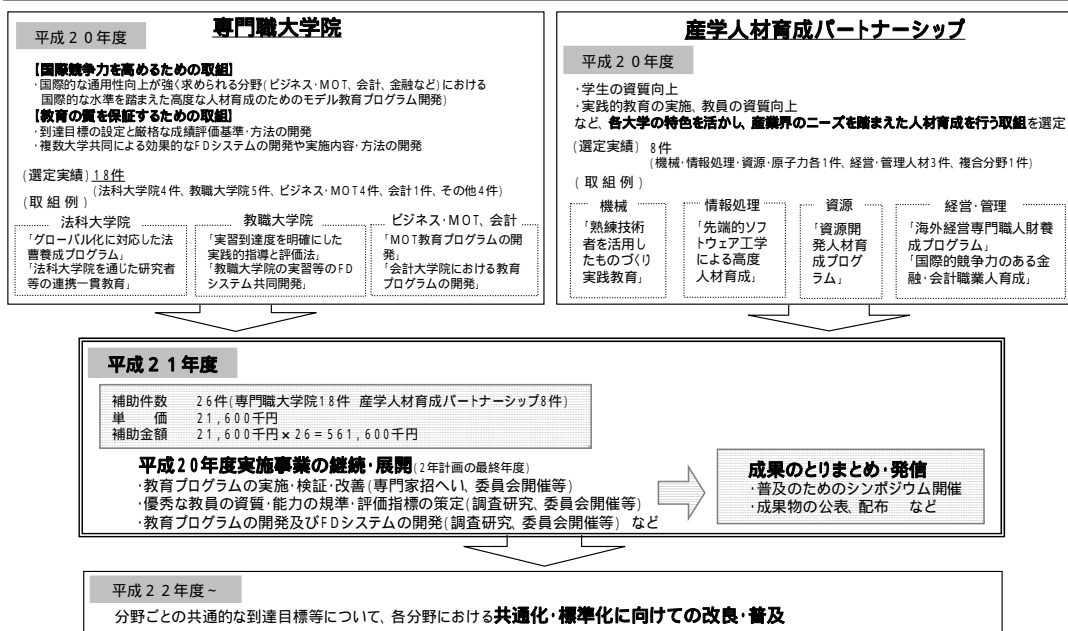 専門職大学院
平成20年度
【国際競争力を高めるための取組】
・国際的な通用性向上が強く求められる分野(ビジネス・MOT、会計、金融など)における
国際的な水準を踏まえた高度な人材育成のためのモデル教育プログラム開発)
【教育の質を保証するための取組】
・到達目標の設定と厳格な成績評価基準・方法の開発
・複数大学共同による効果的なFDシステムの開発や実施内容・方法の開発
(選定実績) 18件
(法科大学院4件、教職大学院5件、ビジネス・MOT4件、会計1件、その他4件)
(取組例)
法科大学院
「グローバル化に対応した法
曹養成プログラム」
「法科大学院を通じた研究者
等の連携一貫教育」
教職大学院
「実習到達度を明確にした
実践的指導と評価法」
「教職大学院の実習等のFD
システム共同開発」
ビジネス・MOT、会計
「MOT教育プログラムの開
発」
「会計大学院における教育
プログラムの開発」
産学人材育成パートナーシップ
平成20年度
・学生の資質向上
・実践的教育の実施、教員の資質向上
など、各大学の特色を活かし、産業界のニーズを踏まえた人材育成を行う取組を選定
(選定実績) 8件
(機械・情報処理・資源・原子力各1件、経営・管理人材3件、複合分野1件)
(取組例)
機械
「熟練技術
者を活用し
たものづくり
実践教育」
情報処理
「先端的ソフ
トウェア工学
による高度
人材育成」
資源
「資源開
発人材育
成プログ
ラム」
経営・管理
「海外経営専門職人財養
成プログラム」
「国際的競争力のある金
融・会計職業人育成」
平成21年度
補助件数 26件(専門職大学院18件 産学人材育成パートナーシップ8件)
単 価 21,600千円
補助金額 21,600千円×26=561,600千円
平成20年度実施事業の継続・展開(2年計画の最終年度)
・教育プログラムの実施・検証・改善(専門家招へい、委員会開催等)
・優秀な教員の資質・能力の規準・評価指標の策定(調査研究、委員会開催等)
・教育プログラムの開発及びFDシステムの開発(調査研究、委員会開催等) など
成果のとりまとめ・発信
・普及のためのシンポジウム開催
・成果物の公表、配布 など
平成22年度~
分野ごとの共通的な到達目標等について、各分野における共通化・標準化に向けての改良・普及